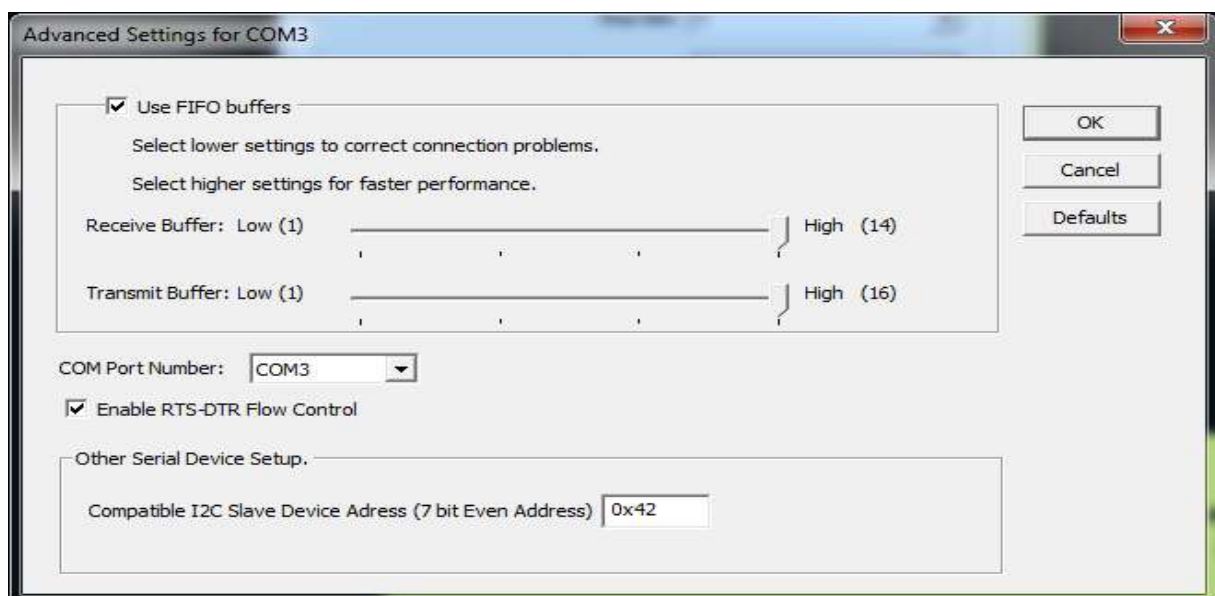 Advanced Settings for COM3
Use FIFO buffers
Select lower settings to correct connection problems.
Select higher settings for faster performance.
Receive Buffer: Low (1) High (14)
Transmit Buffer: Low (1) High (16)
COM Port Number: COM3
Enable RTS-DTR Flow Control
Other Serial Device Setup.
Compatible I2C Slave Device Adress (7 bit Even Address) 0x42
OK
Cancel
Defaults